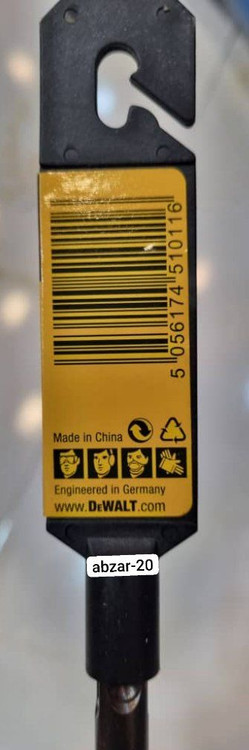 5 056174 510116
Made in China
Engineered in Germany
www.DEWALT.com
abzar-20